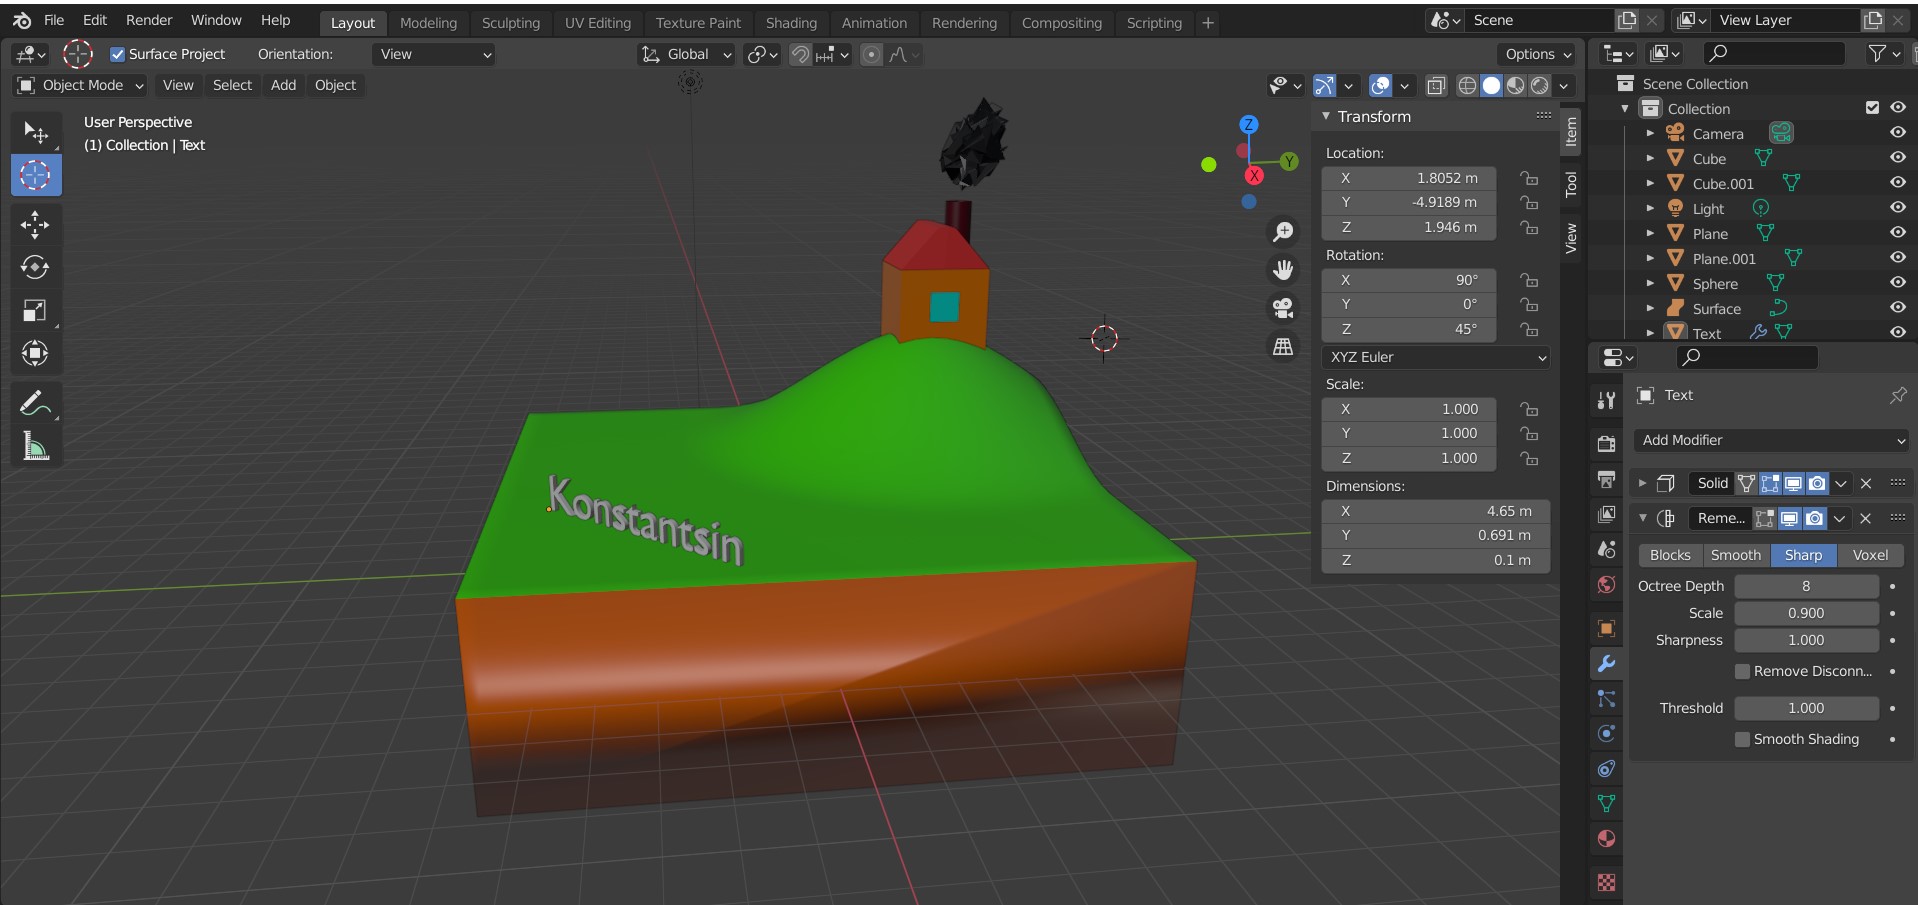 File Edit Render Window Help Layout Modeling Sculpting UV Editing Texture Paint Shading Animation Rendering Compositing Scripting + Scene View Layer
Surface Project Orientation: View Global Options
Object Mode View Select Add Object
Scene Collection
User Perspective
(1) Collection | Text
Z
Y
X
Konstantsin
Transform
Location:
X 1.8052 m
Y -4.9189 m
Z 1.946 m
Rotation:
X 90°
Y 0°
Z 45°
XYZ Euler
Scale:
X 1.000
Y 1.000
Z 1.000
Dimensions:
X 4.65 m
Y 0.691 m
Z 0.1 m
Item
Tool
View
Collection
Camera
Cube
Cube.001
Light
Plane
Plane.001
Sphere
Surface
Text
Text
Add Modifier
Solid
Reme...
Blocks Smooth Sharp Voxel
Octree Depth 8
Scale 0.900
Sharpness 1.000
Remove Disconn...
Threshold 1.000
Smooth Shading